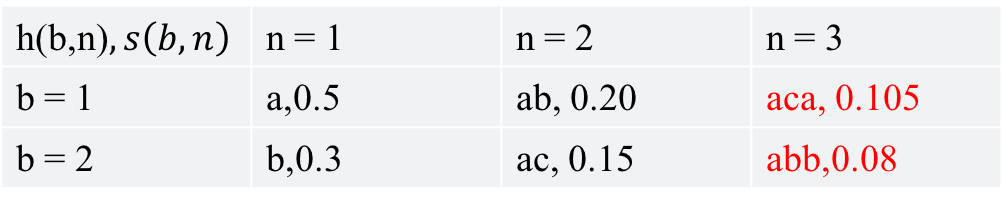 h(b,n), s(b, n) n = 1 n = 2 n = 3
b = 1 a,0.5 ab, 0.20 aca, 0.105
b = 2 b,0.3 ac, 0.15 abb,0.08